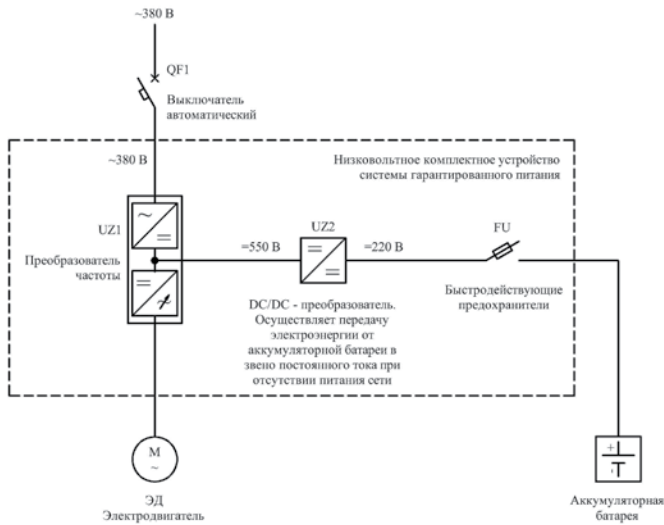 ~380 В
QF1
Выключатель
автоматический
~380 В
Низковольтное комплектное устройство
системы гарантированного питания
UZ1
Преобразователь
частоты
=550 В
UZ2
=220 В
FU
DC/DC - преобразователь.
Осуществляет передачу
электроэнергии от
аккумуляторной батареи в
звено постоянного тока при
отсутствии питания сети
Быстродействующие
предохранители
М
~
ЭД
Электродвигатель
+
-
Аккумуляторная
батарея